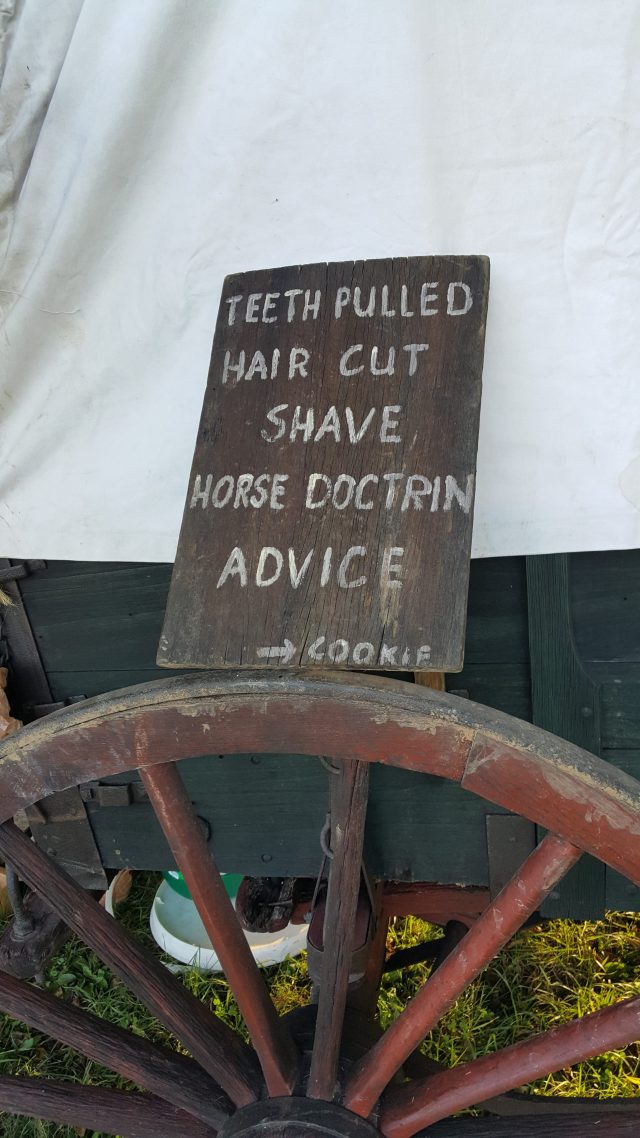 TEETH PULLED
HAIR CUT
SHAVE
HORSE DOCTRIN
ADVICE
→ COOKIE